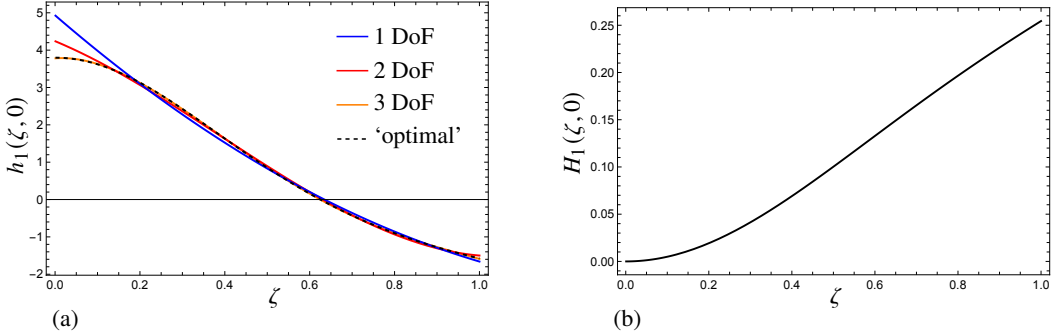 5
4
3
2
1
0
−1
−2
h₁(ζ, 0)
1 DoF
2 DoF
3 DoF
‘optimal’
0.0 0.2 0.4 0.6 0.8 1.0
ζ
(a)
0.25
0.20
0.15
0.10
0.05
0.00
H₁(ζ, 0)
0.0 0.2 0.4 0.6 0.8 1.0
ζ
(b)